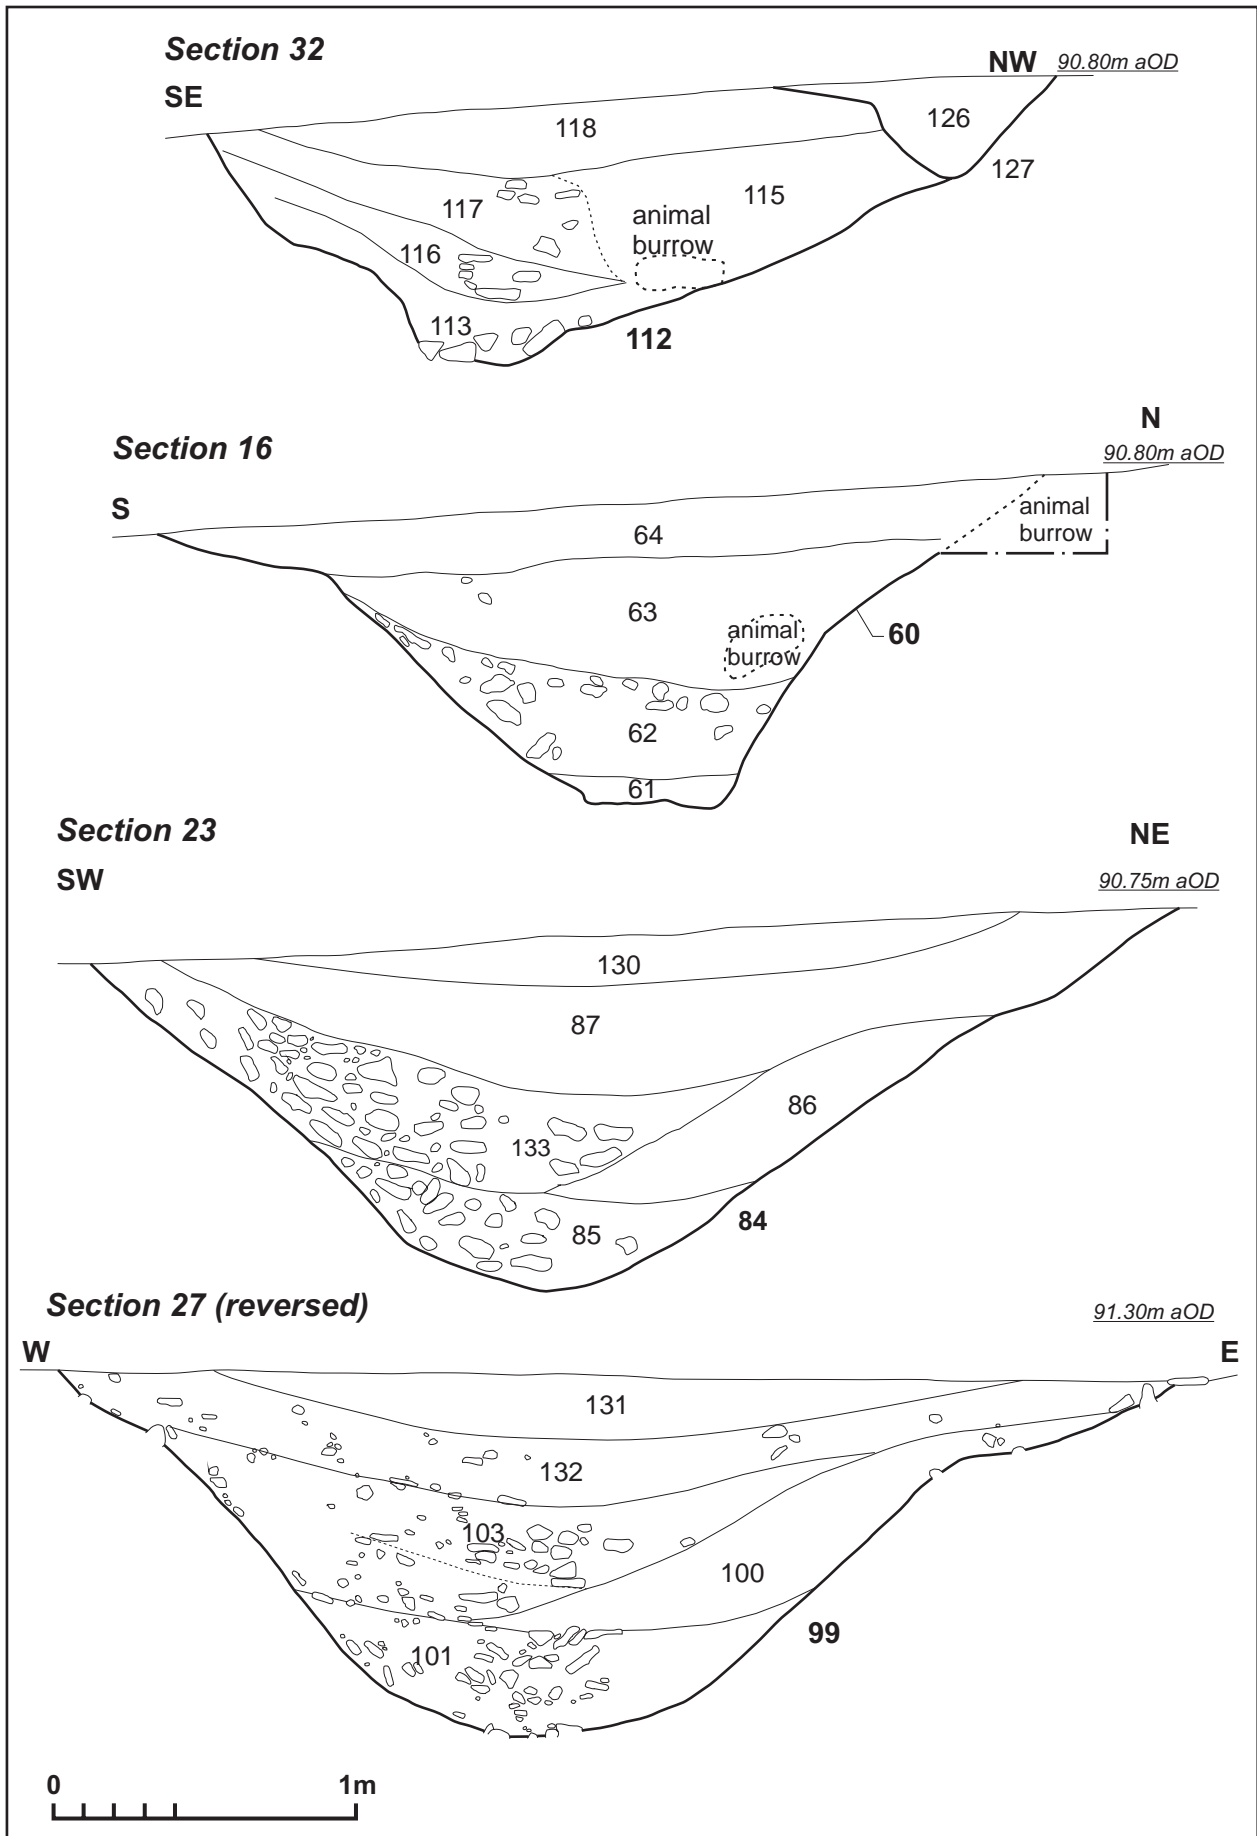 Section 32
NW 90.80m aOD
SE
118
126
127
117
115
animal
burrow
116
113
112
N
Section 16
90.80m aOD
S
animal
burrow
64
63
animal
burrow
60
62
61
Section 23
NE
SW
90.75m aOD
130
87
86
133
84
85
Section 27 (reversed)
91.30m aOD
W
E
131
132
103
100
99
101
0 1m